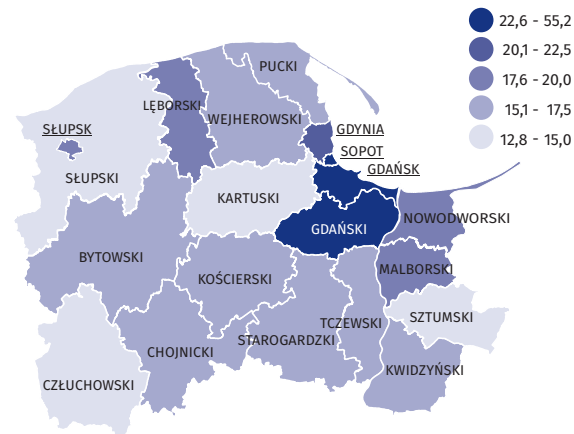 22,6 - 55,2
20,1 - 22,5
17,6 - 20,0
15,1 - 17,5
12,8 - 15,0
PUCKI
LĘBORSKI
WEJHEROWSKI
GDYNIA
SŁUPSK
SOPOT
GDAŃSK
SŁUPSKI
KARTUSKI
NOWODWORSKI
GDAŃSKI
BYTOWSKI
MALBORSKI
KOŚCIERSKI
SZTUMSKI
TCZEWSKI
STAROGARDZKI
CHOJNICKI
KWIDZYŃSKI
CZŁUCHOWSKI